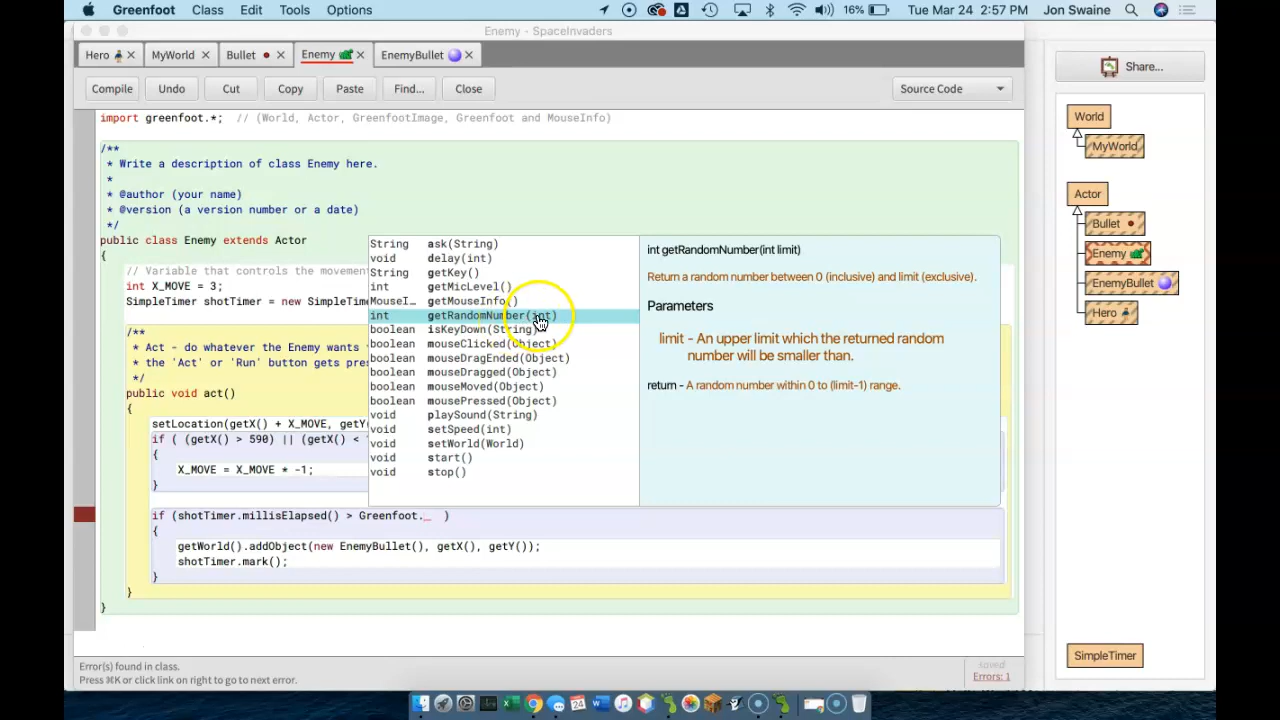 Greenfoot Class Edit Tools Options 16% Tue Mar 24 2:57 PM Jon Swaine
Enemy - SpaceInvaders
Hero MyWorld Bullet Enemy EnemyBullet
Compile Undo Cut Copy Paste Find... Close Source Code
Share...
import greenfoot.*; // (World, Actor, GreenfootImage, Greenfoot and MouseInfo)
/**
* Write a description of class Enemy here.
*
* @author (your name)
* @version (a version number or a date)
*/
public class Enemy extends Actor
{
// Variable that controls the movemen
int X_MOVE = 3;
SimpleTimer shotTimer = new SimpleTime
/**
* Act - do whatever the Enemy wants
* the 'Act' or 'Run' button gets pres
*/
public void act()
{
setLocation(getX() + X_MOVE, getY(
if ( (getX() > 590) || (getX() <
{
X_MOVE = X_MOVE * -1;
}
if (shotTimer.millisElapsed() > Greenfoot._ )
{
getWorld().addObject(new EnemyBullet(), getX(), getY());
shotTimer.mark();
}
}
}
String ask(String)
void delay(int)
String getKey()
int getMicLevel()
MouseI... getMouseInfo()
int getRandomNumber(int)
boolean isKeyDown(String)
boolean mouseClicked(Object)
boolean mouseDragEnded(Object)
boolean mouseDragged(Object)
boolean mouseMoved(Object)
boolean mousePressed(Object)
void playSound(String)
void setSpeed(int)
void setWorld(World)
void start()
void stop()
int getRandomNumber(int limit)
Return a random number between 0 (inclusive) and limit (exclusive).
Parameters
limit - An upper limit which the returned random
number will be smaller than.
return - A random number within 0 to (limit-1) range.
World
MyWorld
Actor
Bullet
Enemy
EnemyBullet
Hero
SimpleTimer
Error(s) found in class.
Press ⌘K or click link on right to go to next error.
saved
Errors: 1
24